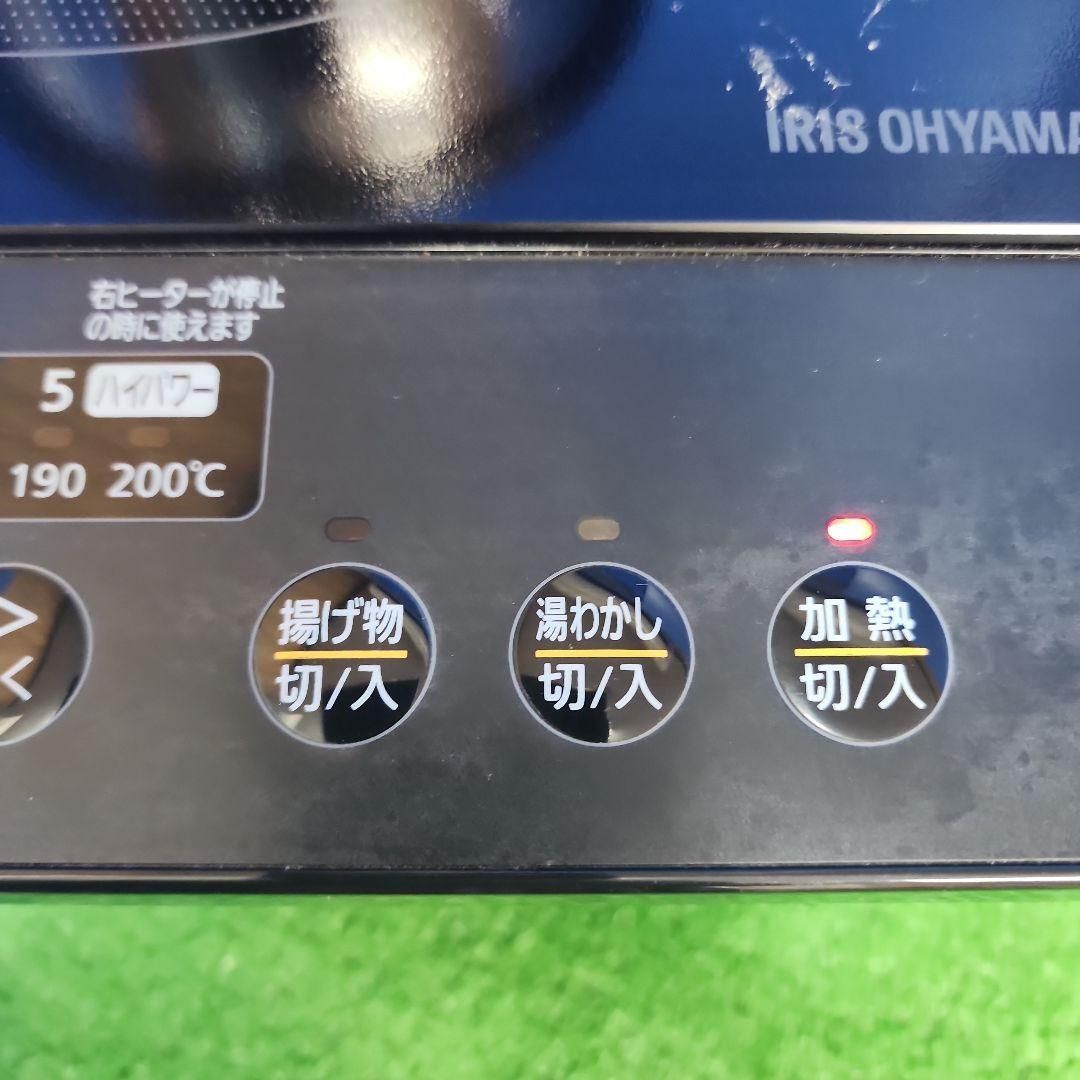 IRIS OHYAMA
右ヒーターが停止
の時に使えます
5 ハイパワー
190 200℃
> <
揚げ物 湯わかし 加熱
切/入 切/入 切/入